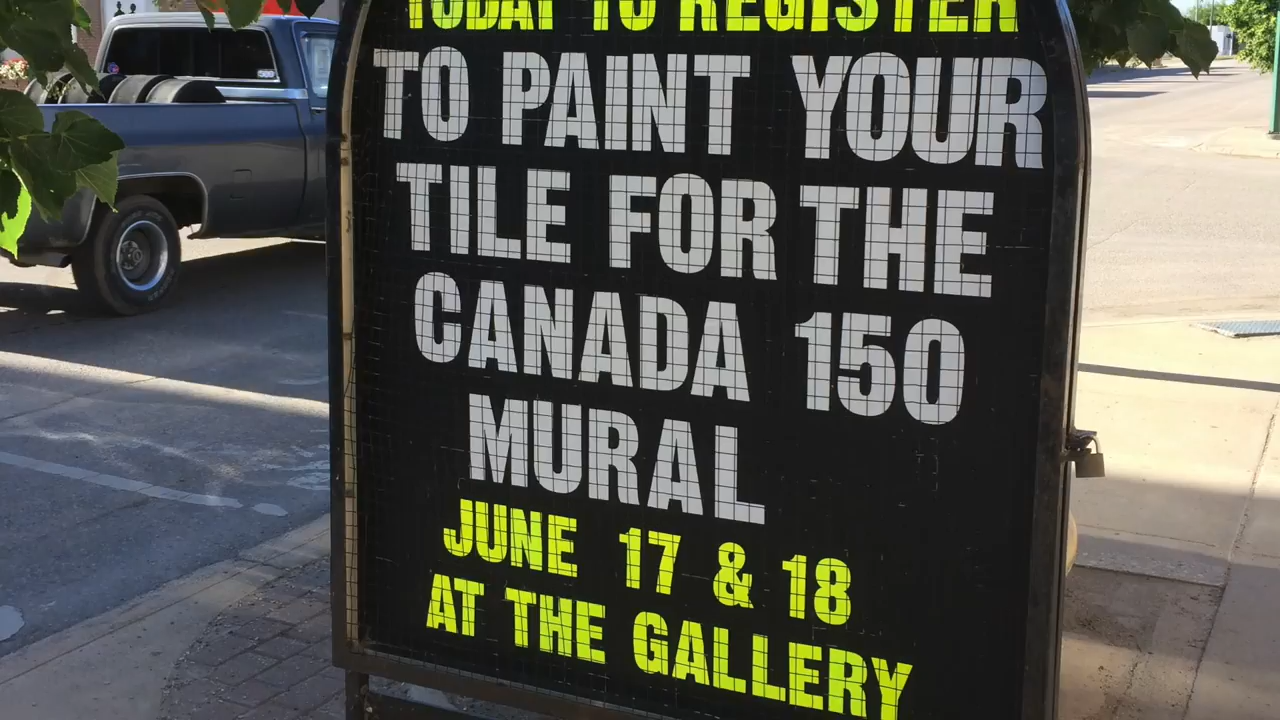 TODAY TO REGISTER
TO PAINT YOUR
TILE FOR THE
CANADA 150
MURAL
JUNE 17 & 18
AT THE GALLERY